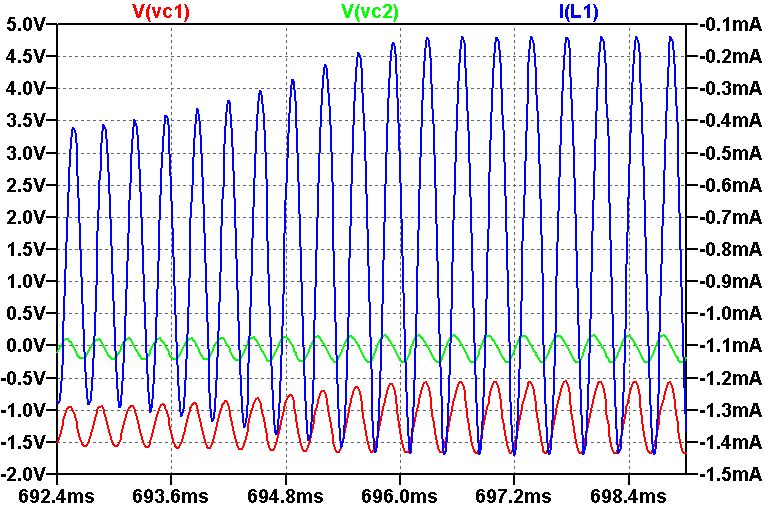 V(vc1) V(vc2) I(L1)
5.0V -0.1mA
4.5V -0.2mA
4.0V -0.3mA
3.5V -0.4mA
3.0V -0.5mA
2.5V -0.6mA
2.0V -0.7mA
1.5V -0.8mA
1.0V -0.9mA
0.5V -1.0mA
0.0V -1.1mA
-0.5V -1.2mA
-1.0V -1.3mA
-1.5V -1.4mA
-2.0V -1.5mA
692.4ms 693.6ms 694.8ms 696.0ms 697.2ms 698.4ms